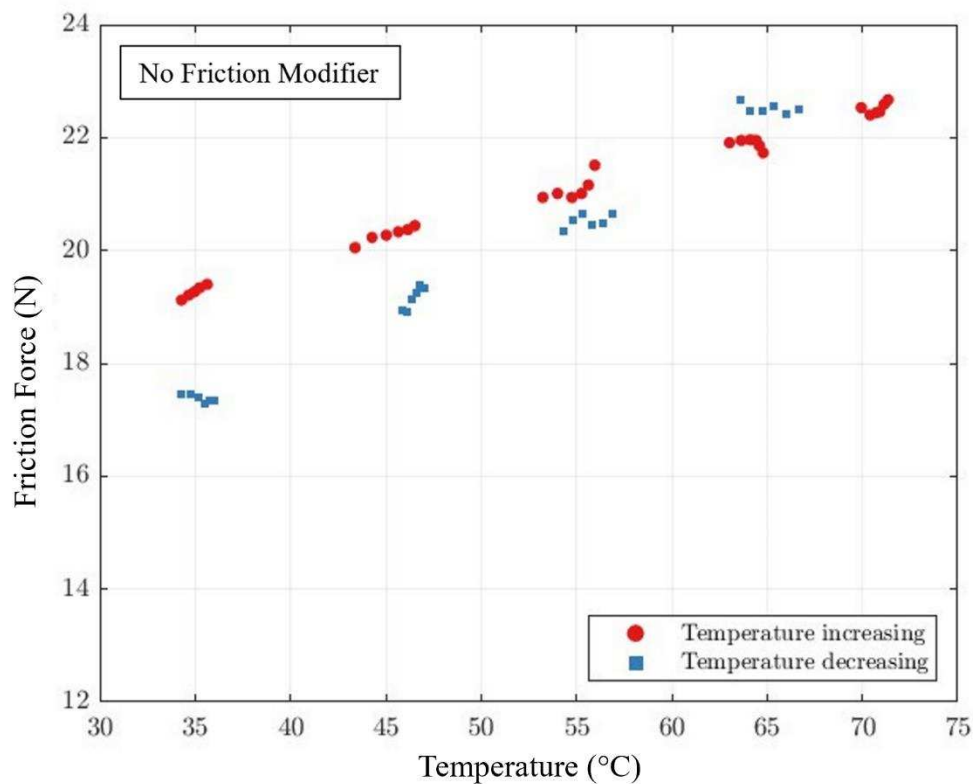 24
22
20
18
16
14
12
No Friction Modifier
Friction Force (N)
Temperature increasing
Temperature decreasing
30 35 40 45 50 55 60 65 70 75
Temperature (°C)